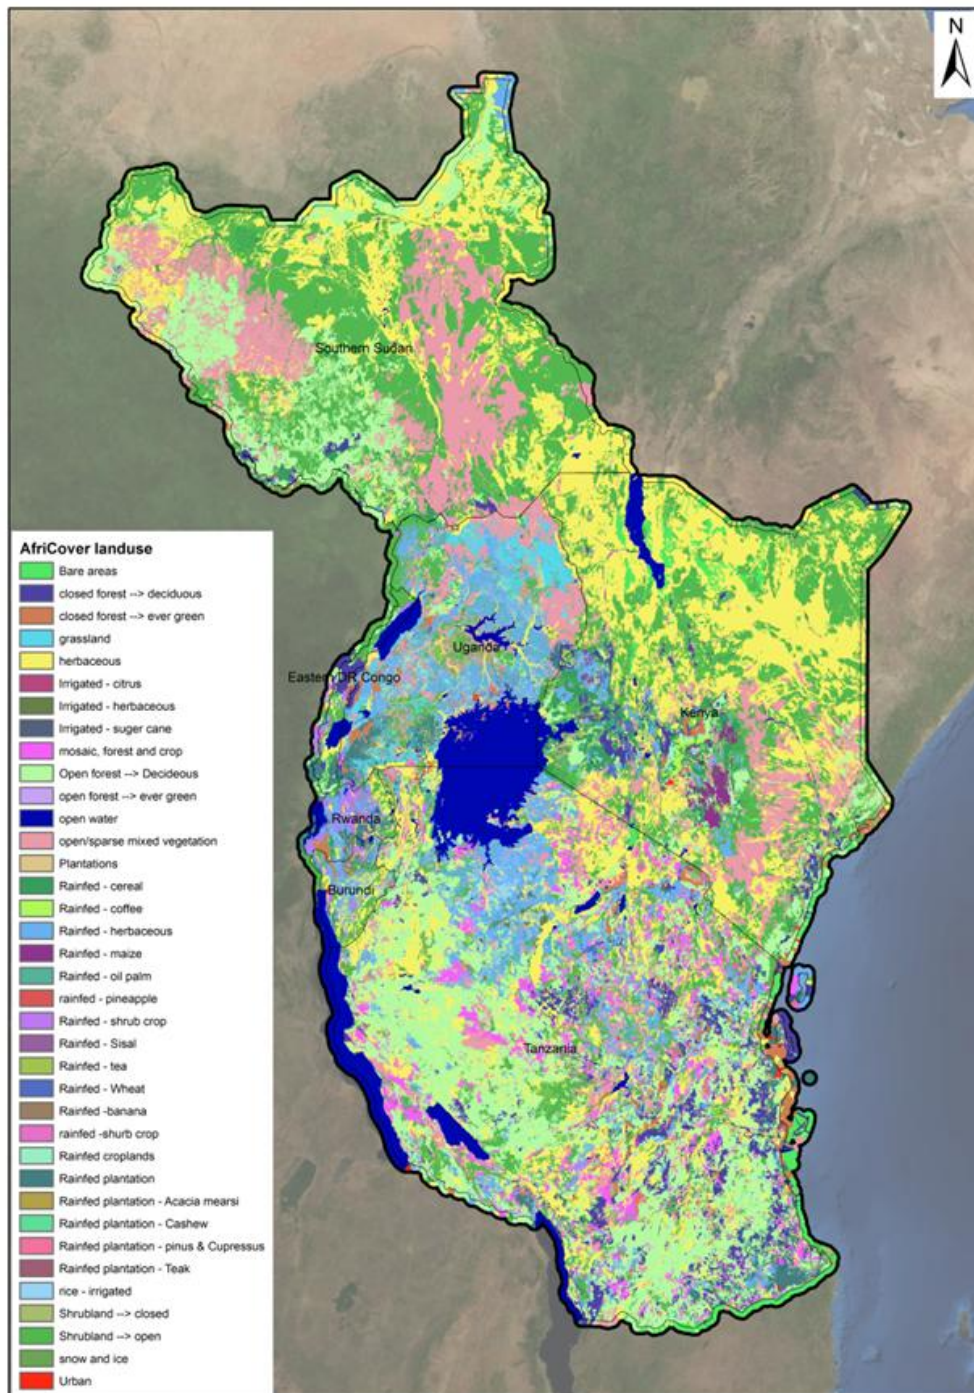 N
Southern Sudan
Uganda
Eastern DR Congo
Kenya
Rwanda
Burundi
Tanzania
AfriCover landuse
Bare areas
closed forest --> deciduous
closed forest --> ever green
grassland
herbaceous
Irrigated - citrus
Irrigated - herbaceous
Irrigated - suger cane
mosaic, forest and crop
Open forest --> Decideous
open forest --> ever green
open water
open/sparse mixed vegetation
Plantations
Rainfed - cereal
Rainfed - coffee
Rainfed - herbaceous
Rainfed - maize
Rainfed - oil palm
rainfed - pineapple
Rainfed - shrub crop
Rainfed - Sisal
Rainfed - tea
Rainfed - Wheat
Rainfed -banana
rainfed -shurb crop
Rainfed croplands
Rainfed plantation
Rainfed plantation - Acacia mearsi
Rainfed plantation - Cashew
Rainfed plantation - pinus & Cupressus
Rainfed plantation - Teak
rice - irrigated
Shrubland --> closed
Shrubland --> open
snow and ice
Urban